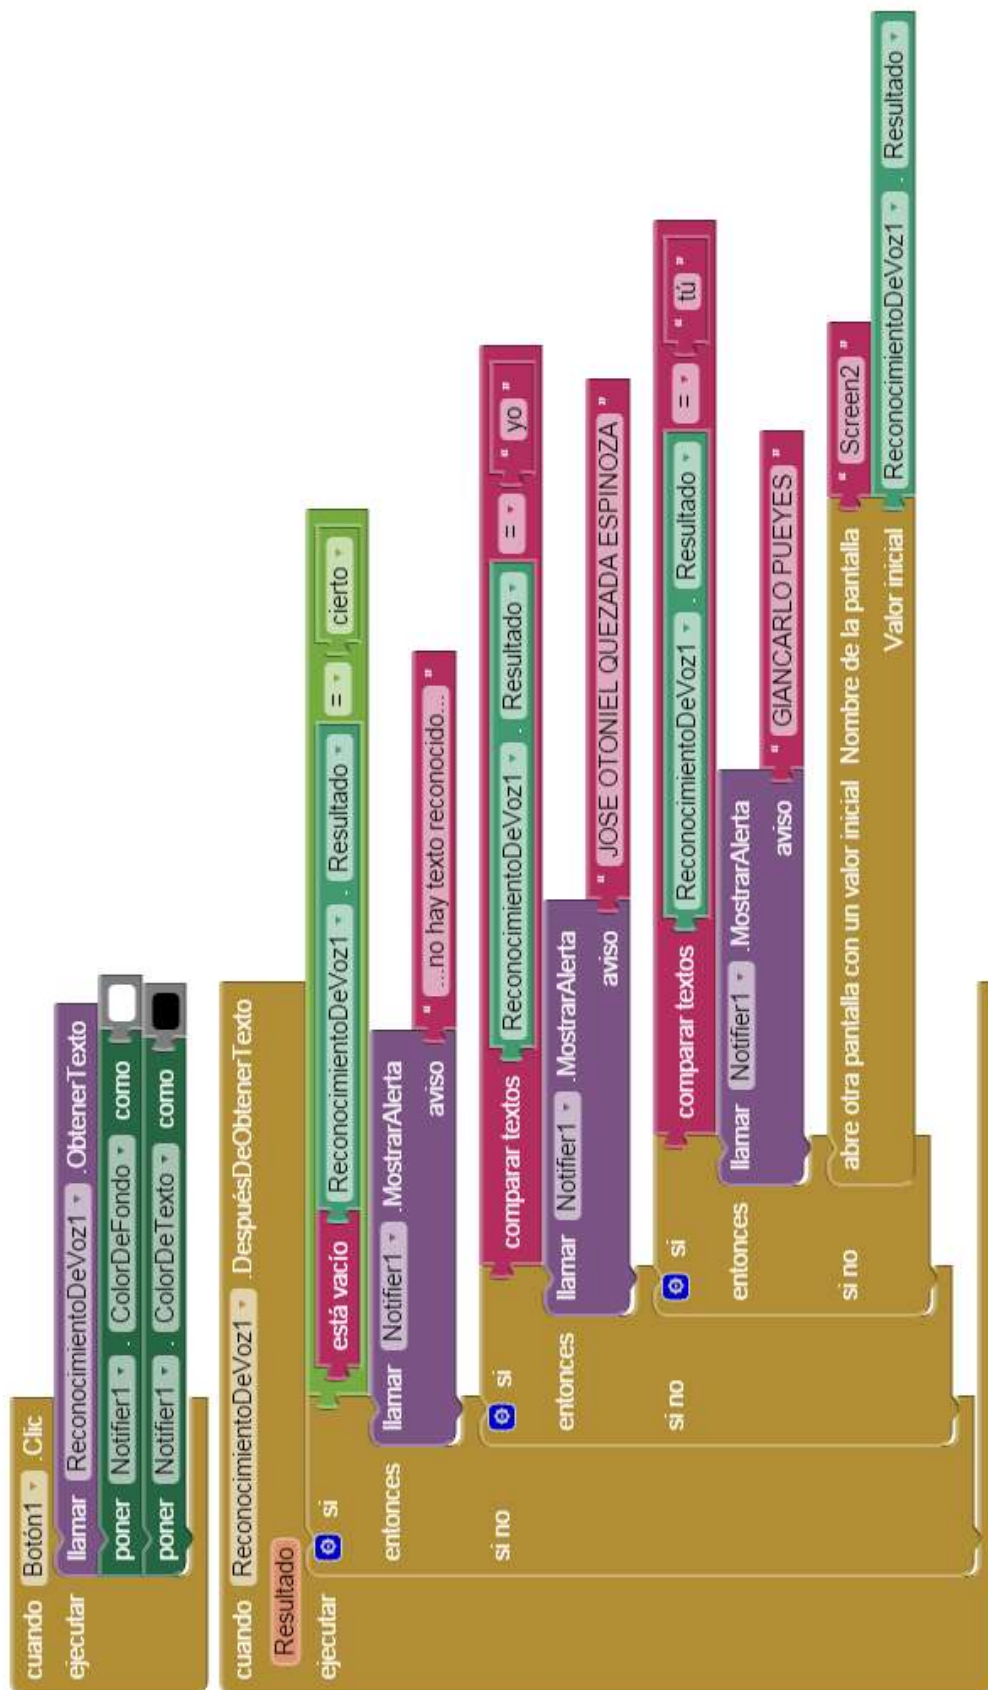 cuando Botón1 .Clic
ejecutar llamar ReconocimientoDeVoz1 .ObtenerTexto
poner Notifier1 . ColorDeFondo como
poner Notifier1 . ColorDeTexto como
cuando ReconocimientoDeVoz1 .DespuésDeObtenerTexto
Resultado
ejecutar si está vacío ReconocimientoDeVoz1 . Resultado = cierto
entonces llamar Notifier1 .MostrarAlerta
aviso " ...no hay texto reconocido... "
si no si comparar textos ReconocimientoDeVoz1 . Resultado = " yo "
entonces llamar Notifier1 .MostrarAlerta
aviso " JOSE OTONIEL QUEZADA ESPINOZA "
si no si comparar textos ReconocimientoDeVoz1 . Resultado = " tú "
entonces llamar Notifier1 .MostrarAlerta
aviso " GIANCARLO PUEYES "
si no abre otra pantalla con un valor inicial Nombre de la pantalla " Screen2 "
Valor inicial ReconocimientoDeVoz1 . Resultado